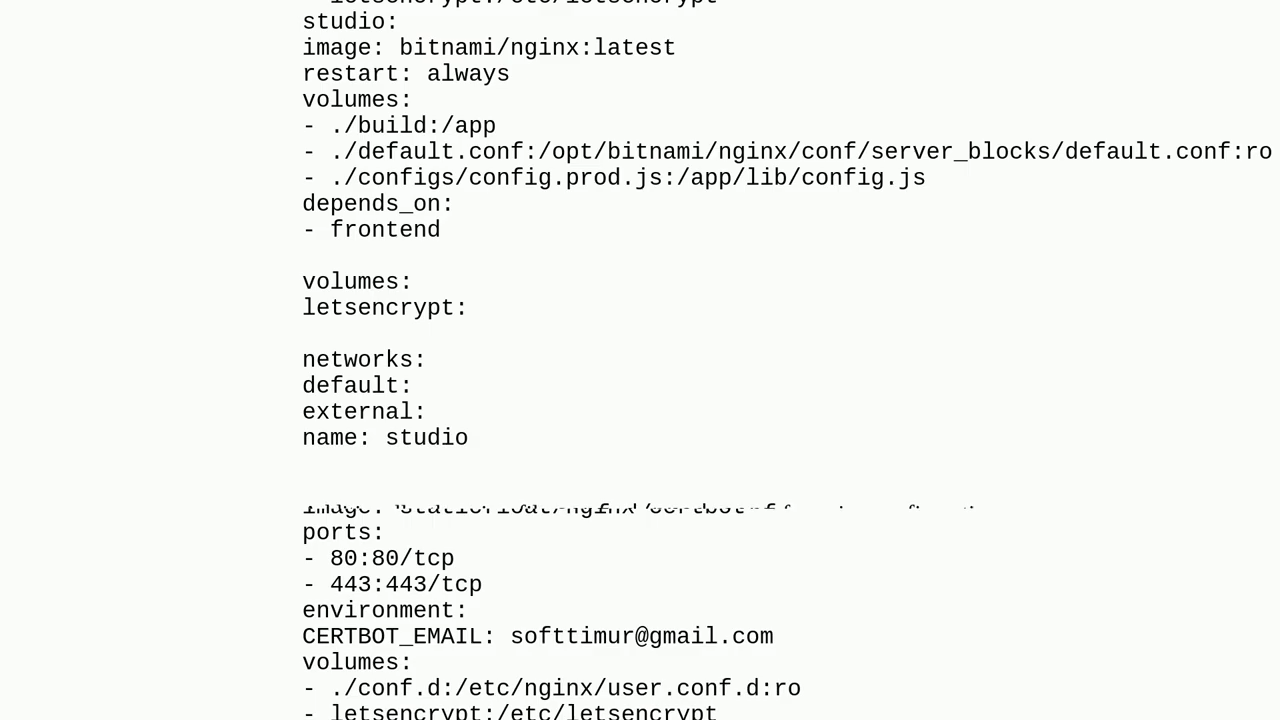 studio:
image: bitnami/nginx:latest
restart: always
volumes:
- ./build:/app
- ./default.conf:/opt/bitnami/nginx/conf/server_blocks/default.conf:ro
- ./configs/config.prod.js:/app/lib/config.js
depends_on:
- frontend
volumes:
letsencrypt:
networks:
default:
external:
name: studio
ports:
- 80:80/tcp
- 443:443/tcp
environment:
CERTBOT_EMAIL: softtimur@gmail.com
volumes:
- ./conf.d:/etc/nginx/user.conf.d:ro
- letsencrypt:/etc/letsencrypt